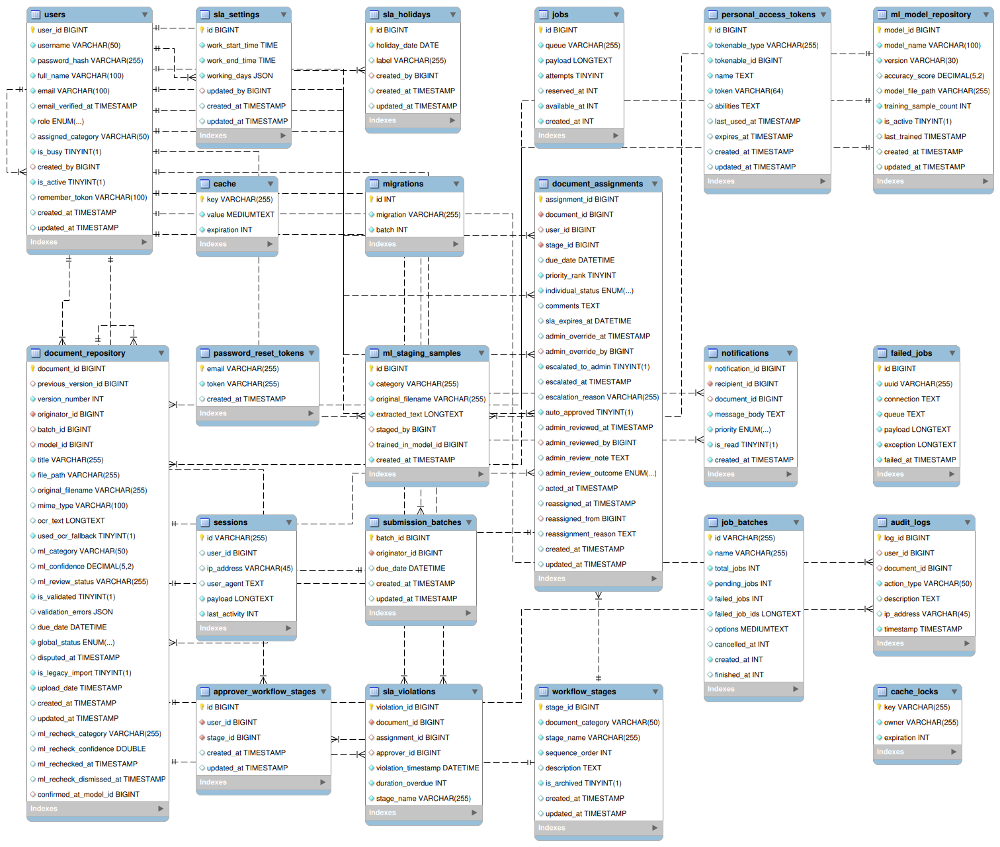 users
user_id BIGINT
username VARCHAR(50)
password_hash VARCHAR(255)
full_name VARCHAR(100)
email VARCHAR(100)
email_verified_at TIMESTAMP
role ENUM(...)
assigned_category VARCHAR(50)
is_busy TINYINT(1)
created_by BIGINT
is_active TINYINT(1)
remember_token VARCHAR(100)
created_at TIMESTAMP
updated_at TIMESTAMP
Indexes
sla_settings
id BIGINT
work_start_time TIME
work_end_time TIME
working_days JSON
updated_by BIGINT
created_at TIMESTAMP
updated_at TIMESTAMP
Indexes
sla_holidays
id BIGINT
holiday_date DATE
label VARCHAR(255)
created_by BIGINT
created_at TIMESTAMP
updated_at TIMESTAMP
Indexes
jobs
id BIGINT
queue VARCHAR(255)
payload LONGTEXT
attempts TINYINT
reserved_at INT
available_at INT
created_at INT
Indexes
personal_access_tokens
id BIGINT
tokenable_type VARCHAR(255)
tokenable_id BIGINT
name TEXT
token VARCHAR(64)
abilities TEXT
last_used_at TIMESTAMP
expires_at TIMESTAMP
created_at TIMESTAMP
updated_at TIMESTAMP
Indexes
ml_model_repository
model_id BIGINT
model_name VARCHAR(100)
version VARCHAR(30)
accuracy_score DECIMAL(5,2)
model_file_path VARCHAR(255)
training_sample_count INT
is_active TINYINT(1)
last_trained TIMESTAMP
created_at TIMESTAMP
updated_at TIMESTAMP
Indexes
cache
key VARCHAR(255)
value MEDIUMTEXT
expiration INT
Indexes
migrations
id INT
migration VARCHAR(255)
batch INT
Indexes
document_assignments
assignment_id BIGINT
document_id BIGINT
user_id BIGINT
stage_id BIGINT
due_date DATETIME
priority_rank TINYINT
individual_status ENUM(...)
comments TEXT
sla_expires_at DATETIME
admin_override_at TIMESTAMP
admin_override_by BIGINT
escalated_to_admin TINYINT(1)
escalated_at TIMESTAMP
escalation_reason VARCHAR(255)
auto_approved TINYINT(1)
admin_reviewed_at TIMESTAMP
admin_reviewed_by BIGINT
admin_review_note TEXT
admin_review_outcome ENUM(...)
acted_at TIMESTAMP
reassigned_at TIMESTAMP
reassigned_from BIGINT
reassignment_reason TEXT
created_at TIMESTAMP
updated_at TIMESTAMP
Indexes
document_repository
document_id BIGINT
previous_version_id BIGINT
version_number INT
originator_id BIGINT
batch_id BIGINT
model_id BIGINT
title VARCHAR(255)
file_path VARCHAR(255)
original_filename VARCHAR(255)
mime_type VARCHAR(100)
ocr_text LONGTEXT
used_ocr_fallback TINYINT(1)
ml_category VARCHAR(50)
ml_confidence DECIMAL(5,2)
ml_review_status VARCHAR(255)
is_validated TINYINT(1)
validation_errors JSON
due_date DATETIME
global_status ENUM(...)
disputed_at TIMESTAMP
is_legacy_import TINYINT(1)
upload_date TIMESTAMP
created_at TIMESTAMP
updated_at TIMESTAMP
ml_recheck_category VARCHAR(255)
ml_recheck_confidence DOUBLE
ml_rechecked_at TIMESTAMP
ml_recheck_dismissed_at TIMESTAMP
confirmed_at_model_id BIGINT
Indexes
password_reset_tokens
email VARCHAR(255)
token VARCHAR(255)
created_at TIMESTAMP
Indexes
ml_staging_samples
id BIGINT
category VARCHAR(255)
original_filename VARCHAR(255)
extracted_text LONGTEXT
staged_by BIGINT
trained_in_model_id BIGINT
created_at TIMESTAMP
Indexes
notifications
notification_id BIGINT
recipient_id BIGINT
document_id BIGINT
message_body TEXT
priority ENUM(...)
is_read TINYINT(1)
created_at TIMESTAMP
Indexes
failed_jobs
id BIGINT
uuid VARCHAR(255)
connection TEXT
queue TEXT
payload LONGTEXT
exception LONGTEXT
failed_at TIMESTAMP
Indexes
sessions
id VARCHAR(255)
user_id BIGINT
ip_address VARCHAR(45)
user_agent TEXT
payload LONGTEXT
last_activity INT
Indexes
submission_batches
batch_id BIGINT
originator_id BIGINT
due_date DATETIME
created_at TIMESTAMP
updated_at TIMESTAMP
Indexes
job_batches
id VARCHAR(255)
name VARCHAR(255)
total_jobs INT
pending_jobs INT
failed_jobs INT
failed_job_ids LONGTEXT
options MEDIUMTEXT
cancelled_at INT
created_at INT
finished_at INT
Indexes
audit_logs
log_id BIGINT
user_id BIGINT
document_id BIGINT
action_type VARCHAR(50)
description TEXT
ip_address VARCHAR(45)
timestamp TIMESTAMP
Indexes
approver_workflow_stages
id BIGINT
user_id BIGINT
stage_id BIGINT
created_at TIMESTAMP
updated_at TIMESTAMP
Indexes
sla_violations
violation_id BIGINT
document_id BIGINT
assignment_id BIGINT
approver_id BIGINT
violation_timestamp DATETIME
duration_overdue INT
stage_name VARCHAR(255)
Indexes
workflow_stages
stage_id BIGINT
document_category VARCHAR(50)
stage_name VARCHAR(255)
sequence_order INT
description TEXT
is_archived TINYINT(1)
created_at TIMESTAMP
updated_at TIMESTAMP
Indexes
cache_locks
key VARCHAR(255)
owner VARCHAR(255)
expiration INT
Indexes